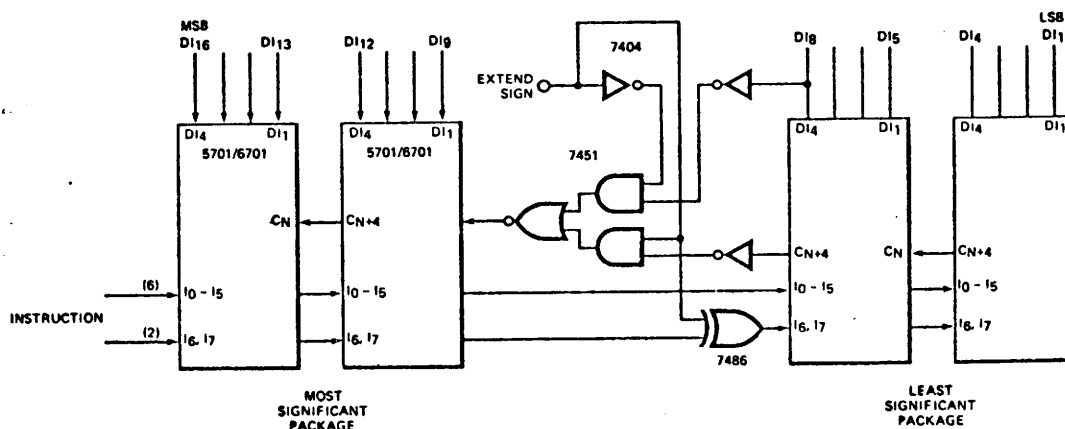 MSB
DI16
DI13
DI12
DI9
7404
EXTEND
SIGN
DI8
DI5
LSB
DI4
DI1
DI4
DI1
5701/6701
DI4
DI1
5701/6701
7451
DI4
DI1
DI4
DI1
CN
CN+4
CN+4
CN
CN+4
INSTRUCTION
(6)
I0 - I5
I0 - I5
I0 - I5
I0 - I5
(2)
I6, I7
I6, I7
I6, I7
I6, I7
7486
MOST
SIGNIFICANT
PACKAGE
LEAST
SIGNIFICANT
PACKAGE